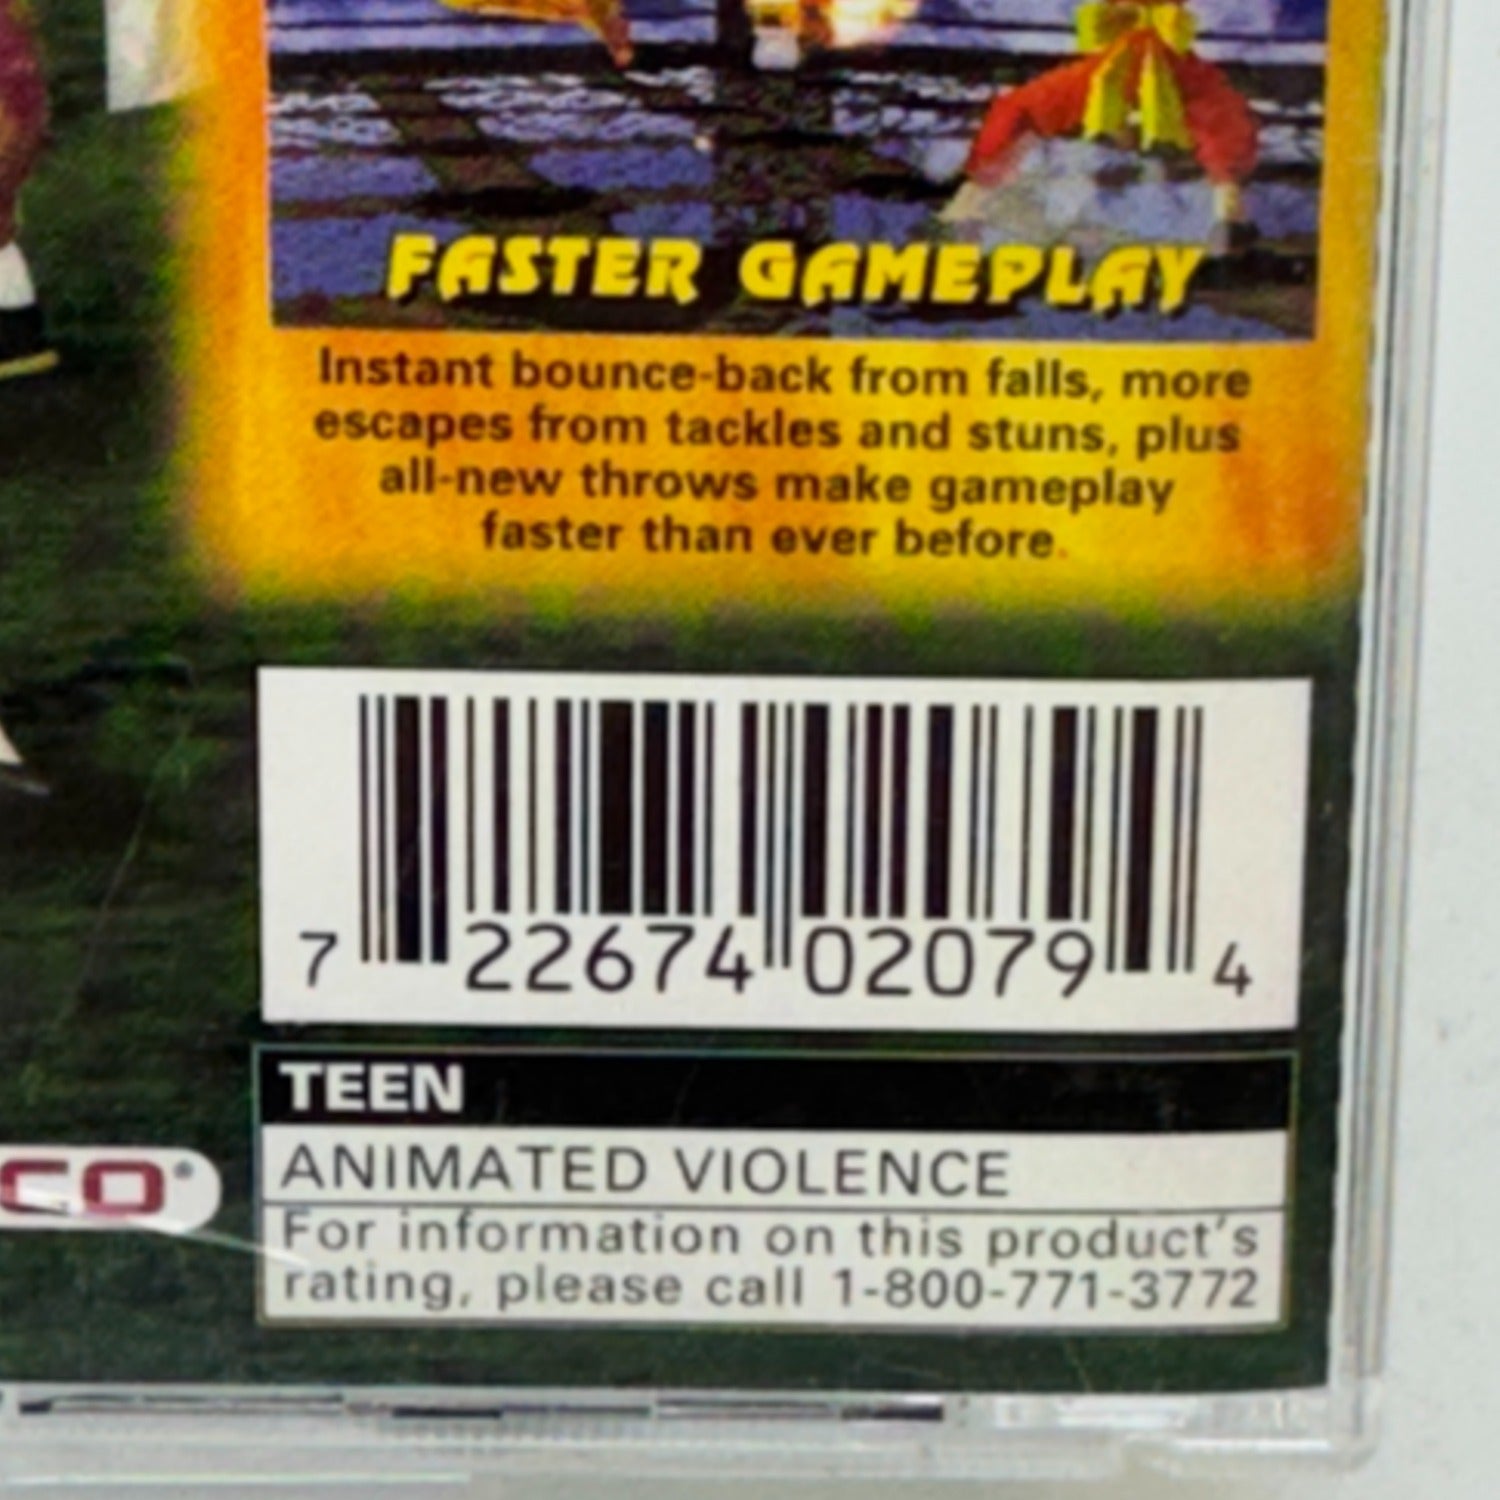 FASTER GAMEPLAY
Instant bounce-back from falls, more
escapes from tackles and stuns, plus
all-new throws make gameplay
faster than ever before.
7 22674 02079 4
TEEN
ANIMATED VIOLENCE
CO®
For information on this product's
rating, please call 1-800-771-3772